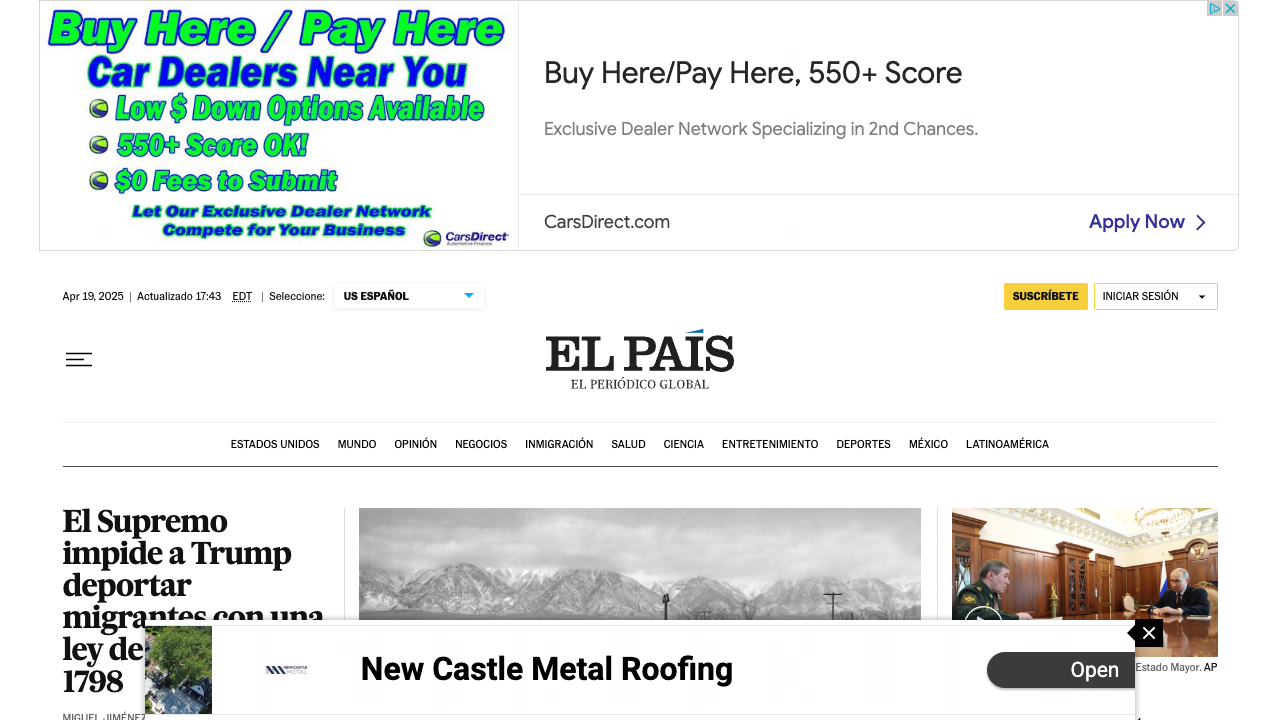 Buy Here / Pay Here
Car Dealers Near You
Low $ Down Options Available
550+ Score OK!
$0 Fees to Submit
Let Our Exclusive Dealer Network
Compete for Your Business
CarsDirect
Automotive Finance
Buy Here/Pay Here, 550+ Score
Exclusive Dealer Network Specializing in 2nd Chances.
CarsDirect.com
Apply Now
Apr 19, 2025 | Actualizado 17:43 EDT | Seleccione:
US ESPAÑOL
SUSCRÍBETE
INICIAR SESIÓN
EL PAÍS
EL PERIÓDICO GLOBAL
ESTADOS UNIDOS MUNDO OPINIÓN NEGOCIOS INMIGRACIÓN SALUD CIENCIA ENTRETENIMIENTO DEPORTES MÉXICO LATINOAMÉRICA
El Supremo
impide a Trump
deportar
migrantes con una
ley de
1798
MIGUEL JIMÉNEZ
Estado Mayor. AP
NEWCASTLE
METAL
New Castle Metal Roofing
Open